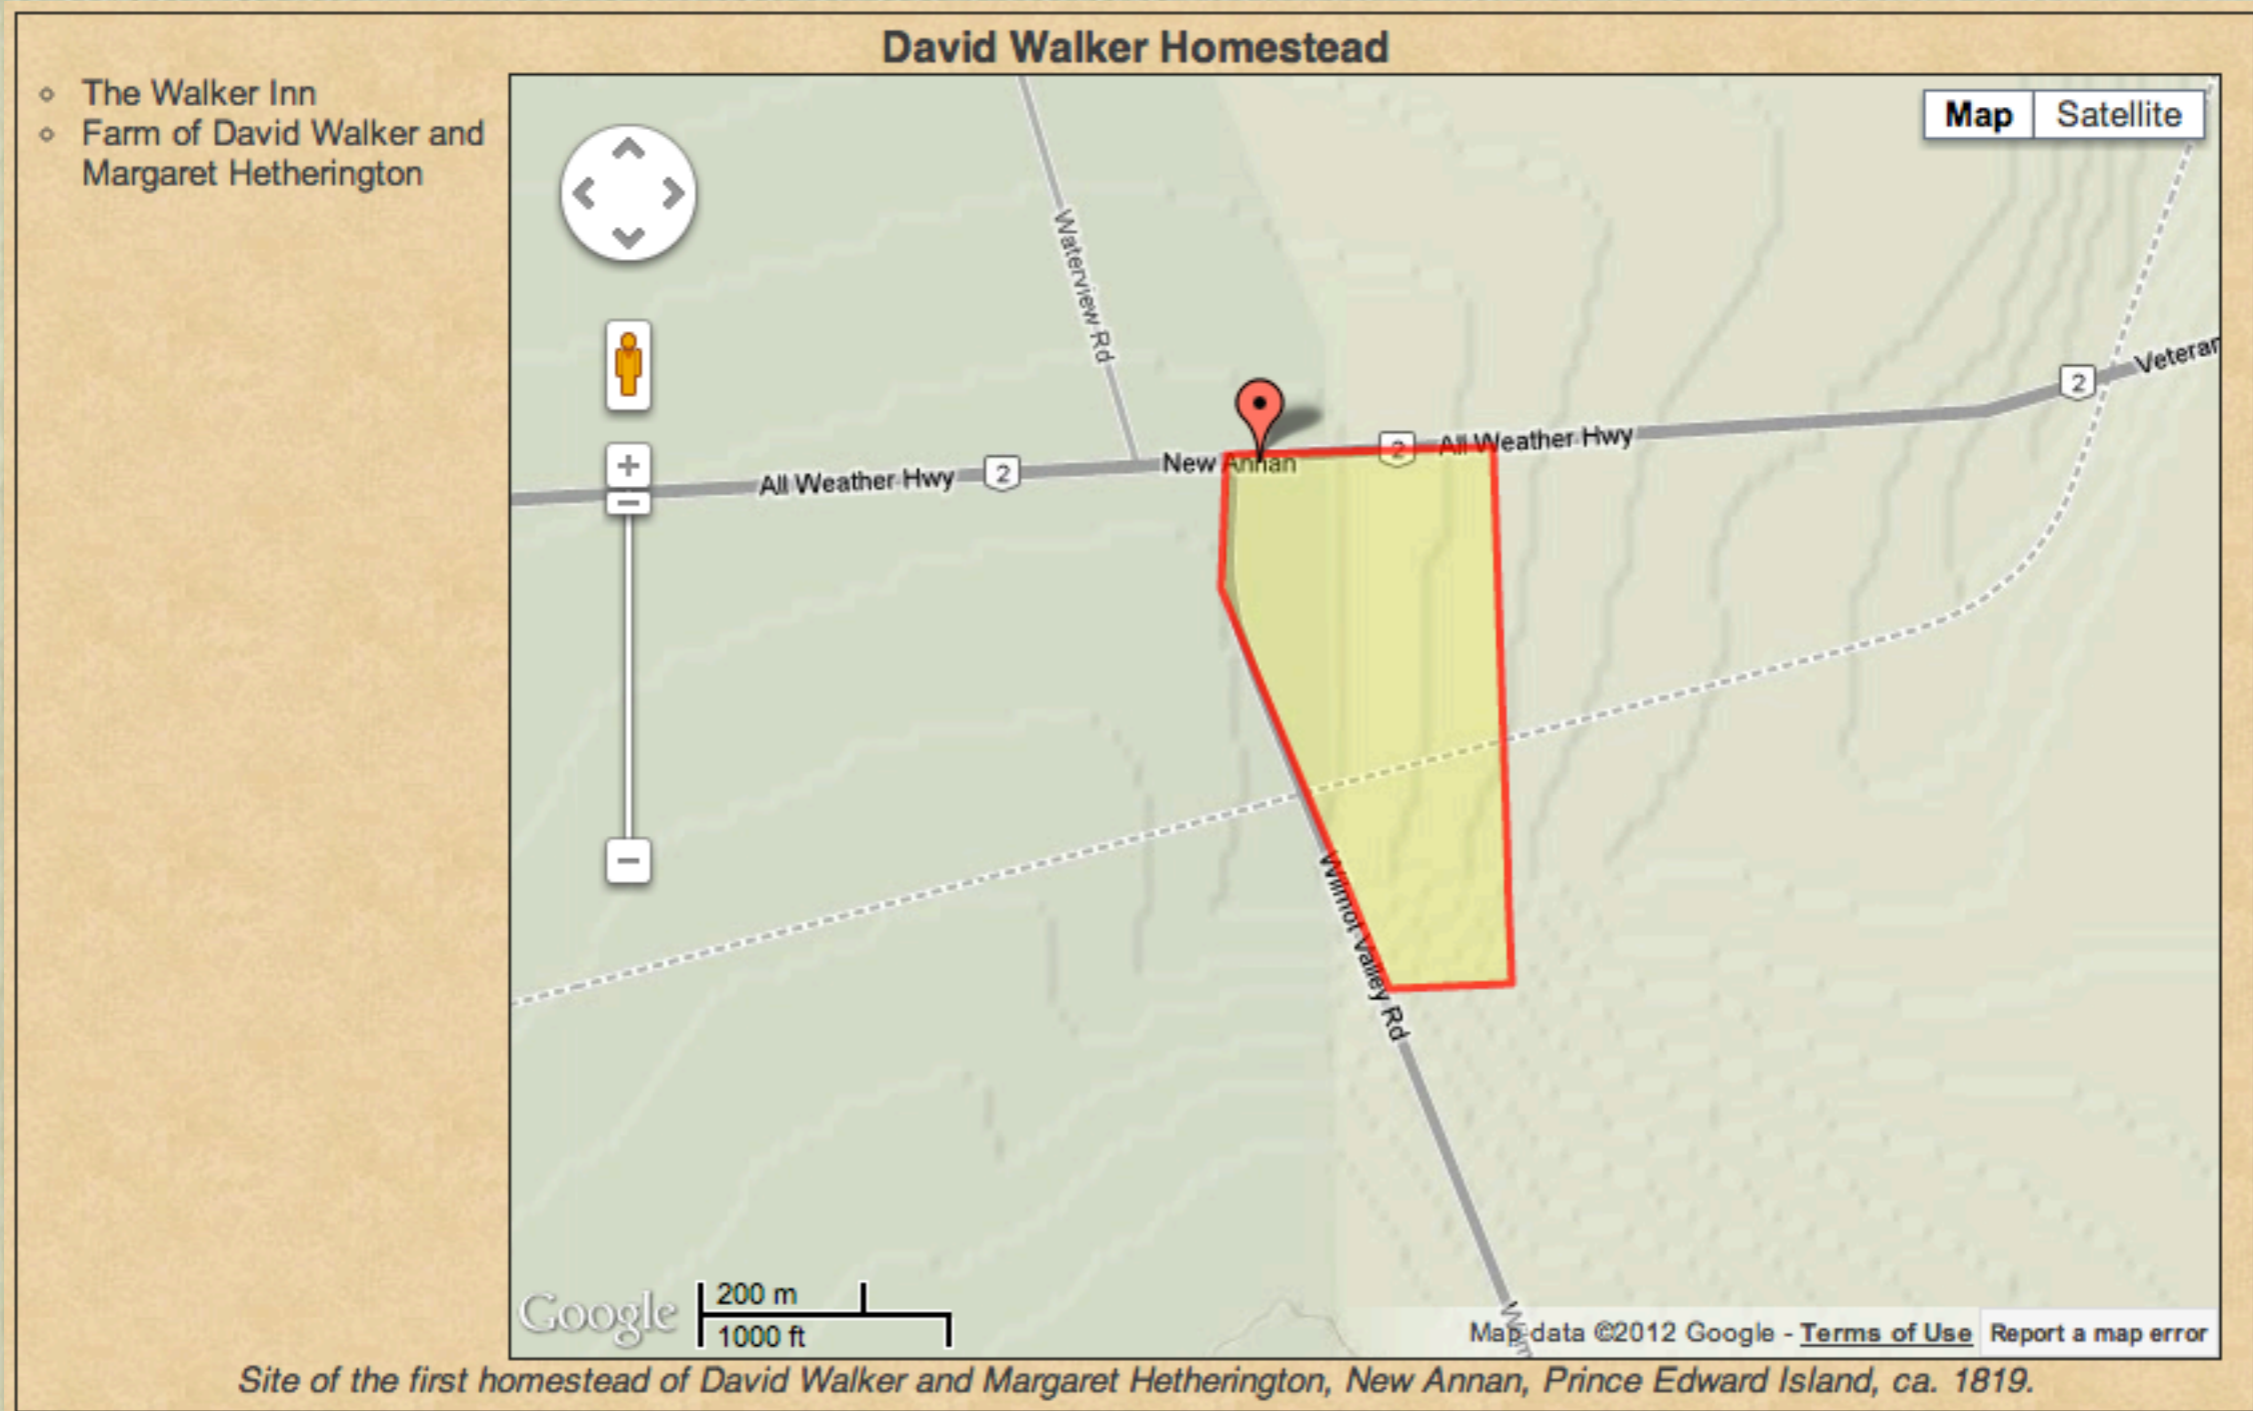 David Walker Homestead
The Walker Inn
Farm of David Walker and
Margaret Hetherington
Map
Satellite
Waterview Rd
2
Veteran
All Weather Hwy
2
New Annan
2
All Weather Hwy
Wilmot Valley Rd
Google
200 m
1000 ft
Map data ©2012 Google - Terms of Use
Report a map error
Site of the first homestead of David Walker and Margaret Hetherington, New Annan, Prince Edward Island, ca. 1819.